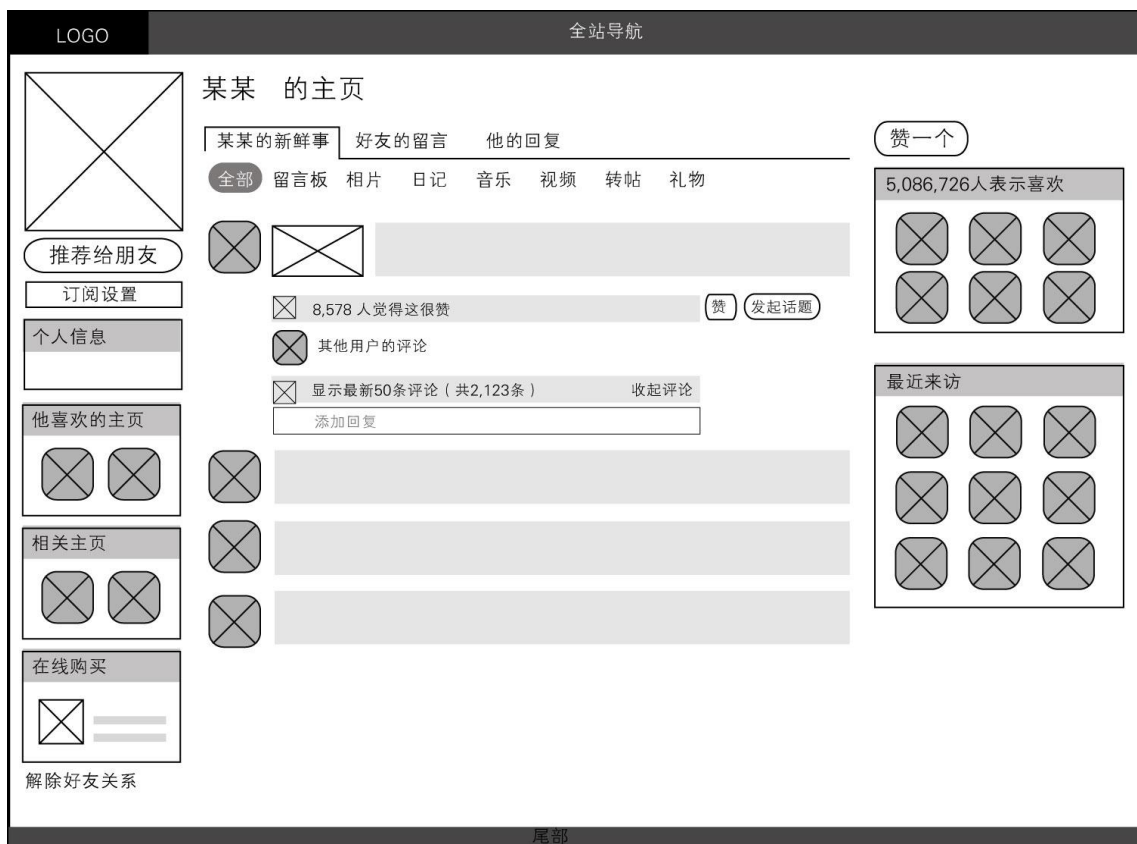 LOGO
全站导航
某某 的主页
某某的新鲜事 好友的留言 他的回复
全部 留言板 相片 日记 音乐 视频 转帖 礼物
8,578 人觉得这很赞 赞 发起话题
其他用户的评论
显示最新50条评论（共2,123条） 收起评论
添加回复
推荐给朋友
订阅设置
个人信息
他喜欢的主页
相关主页
在线购买
解除好友关系
赞一个
5,086,726人表示喜欢
最近来访
尾部